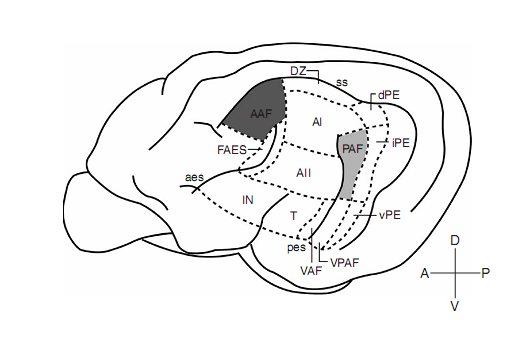 DZ
ss
dPE
AAF
AI
FAES
PAF
iPE
aes
AII
IN
T
vPE
pes
VPAF
VAF
D
A
P
V